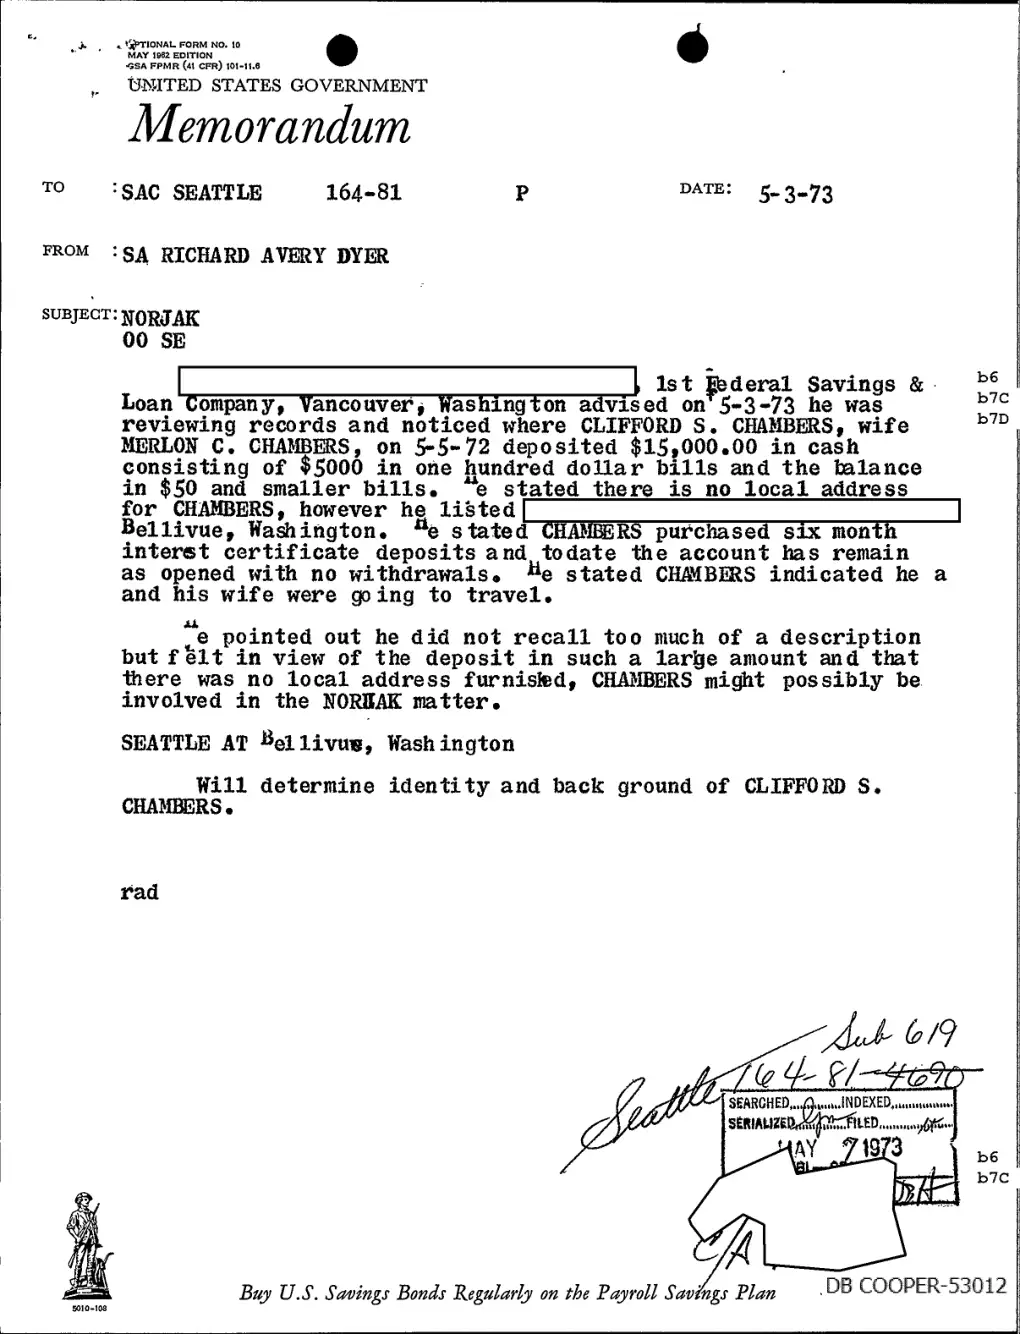 OPTIONAL FORM NO. 10
MAY 1962 EDITION
GSA FPMR (41 CFR) 101-11.6
UNITED STATES GOVERNMENT
Memorandum
TO : SAC SEATTLE 164-81 P DATE: 5-3-73
FROM : SA RICHARD AVERY DYER
SUBJECT: NORJAK
OO SE
, 1st Federal Savings & b6
Loan Company, Vancouver, Washington advised on 5-3-73 he was b7C
reviewing records and noticed where CLIFFORD S. CHAMBERS, wife b7D
MERLON C. CHAMBERS, on 5-5-72 deposited $15,000.00 in cash
consisting of $5000 in one hundred dollar bills and the balance
in $50 and smaller bills. He stated there is no local address
for CHAMBERS, however he listed
Bellivue, Washington. He stated CHAMBERS purchased six month
interest certificate deposits and todate the account has remain
as opened with no withdrawals. He stated CHAMBERS indicated he a
and his wife were going to travel.
He pointed out he did not recall too much of a description
but felt in view of the deposit in such a large amount and that
there was no local address furnished, CHAMBERS might possibly be
involved in the NORHAK matter.
SEATTLE AT Bellivue, Washington
Will determine identity and back ground of CLIFFORD S.
CHAMBERS.
rad
Sub 619
Seattle 164-81-4690
SEARCHED INDEXED
SERIALIZED FILED
MAY 7 1973
b6
b7C
C/A
5010-108
Buy U.S. Savings Bonds Regularly on the Payroll Savings Plan
DB COOPER-53012